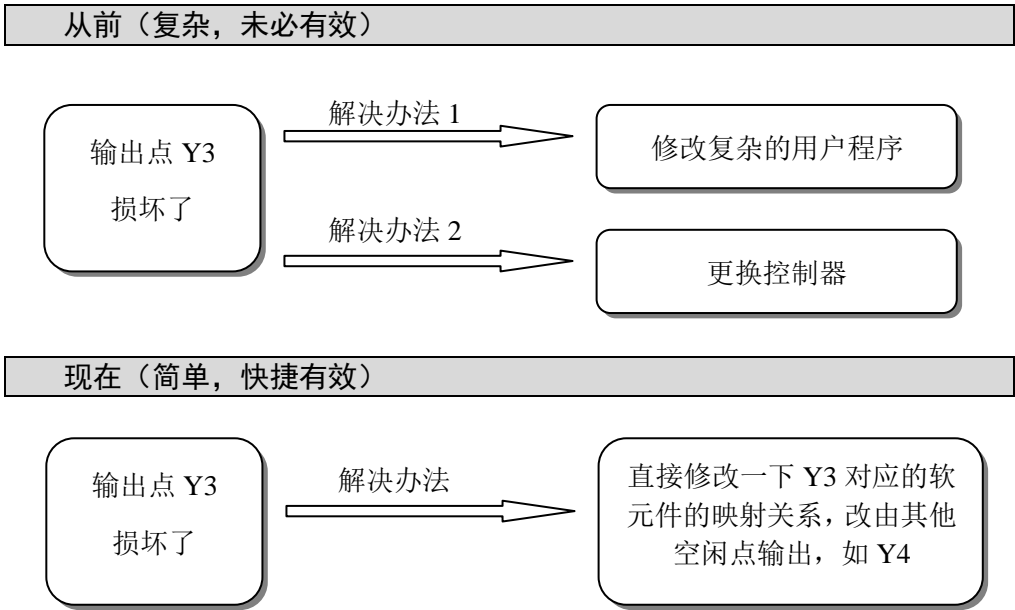 从前（复杂，未必有效）
解决办法 1
输出点 Y3
损坏了
修改复杂的用户程序
解决办法 2
更换控制器
现在（简单，快捷有效）
输出点 Y3
损坏了
解决办法
直接修改一下 Y3 对应的软
元件的映射关系，改由其他
空闲点输出，如 Y4